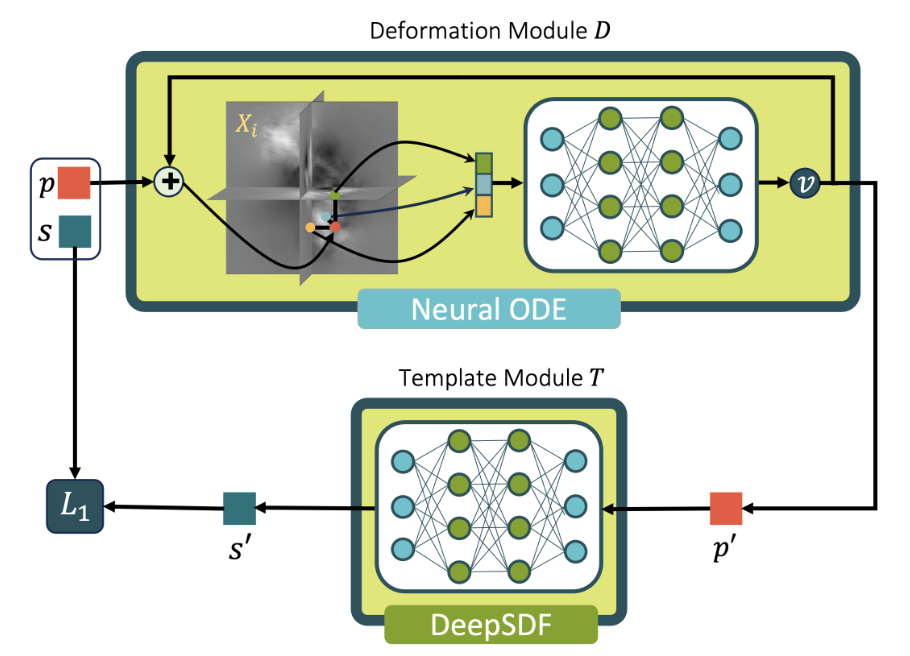 Deformation Module D
X_i
p
+
s
v
Neural ODE
Template Module T
L_1
s′
p′
DeepSDF